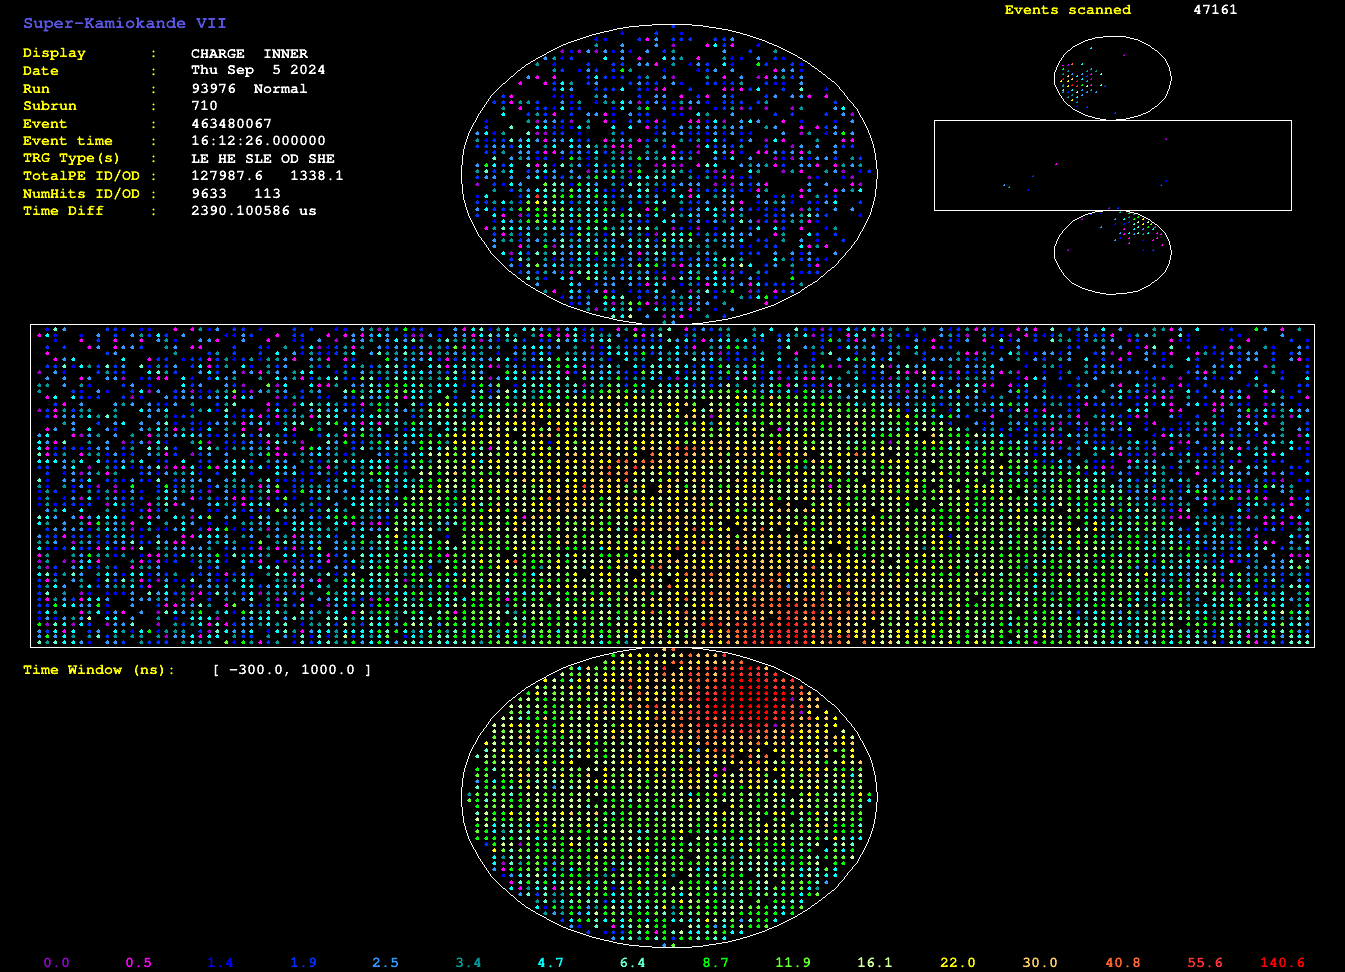 Super-Kamiokande VII
Events scanned 47161
Display : CHARGE INNER
Date : Thu Sep 5 2024
Run : 93976 Normal
Subrun : 710
Event : 463480067
Event time : 16:12:26.000000
TRG Type(s) : LE HE SLE OD SHE
TotalPE ID/OD : 127987.6 1338.1
NumHits ID/OD : 9633 113
Time Diff : 2390.100586 us
Time Window (ns): [ -300.0, 1000.0 ]
0.0 0.5 1.4 1.9 2.5 3.4 4.7 6.4 8.7 11.9 16.1 22.0 30.0 40.8 55.6 140.6